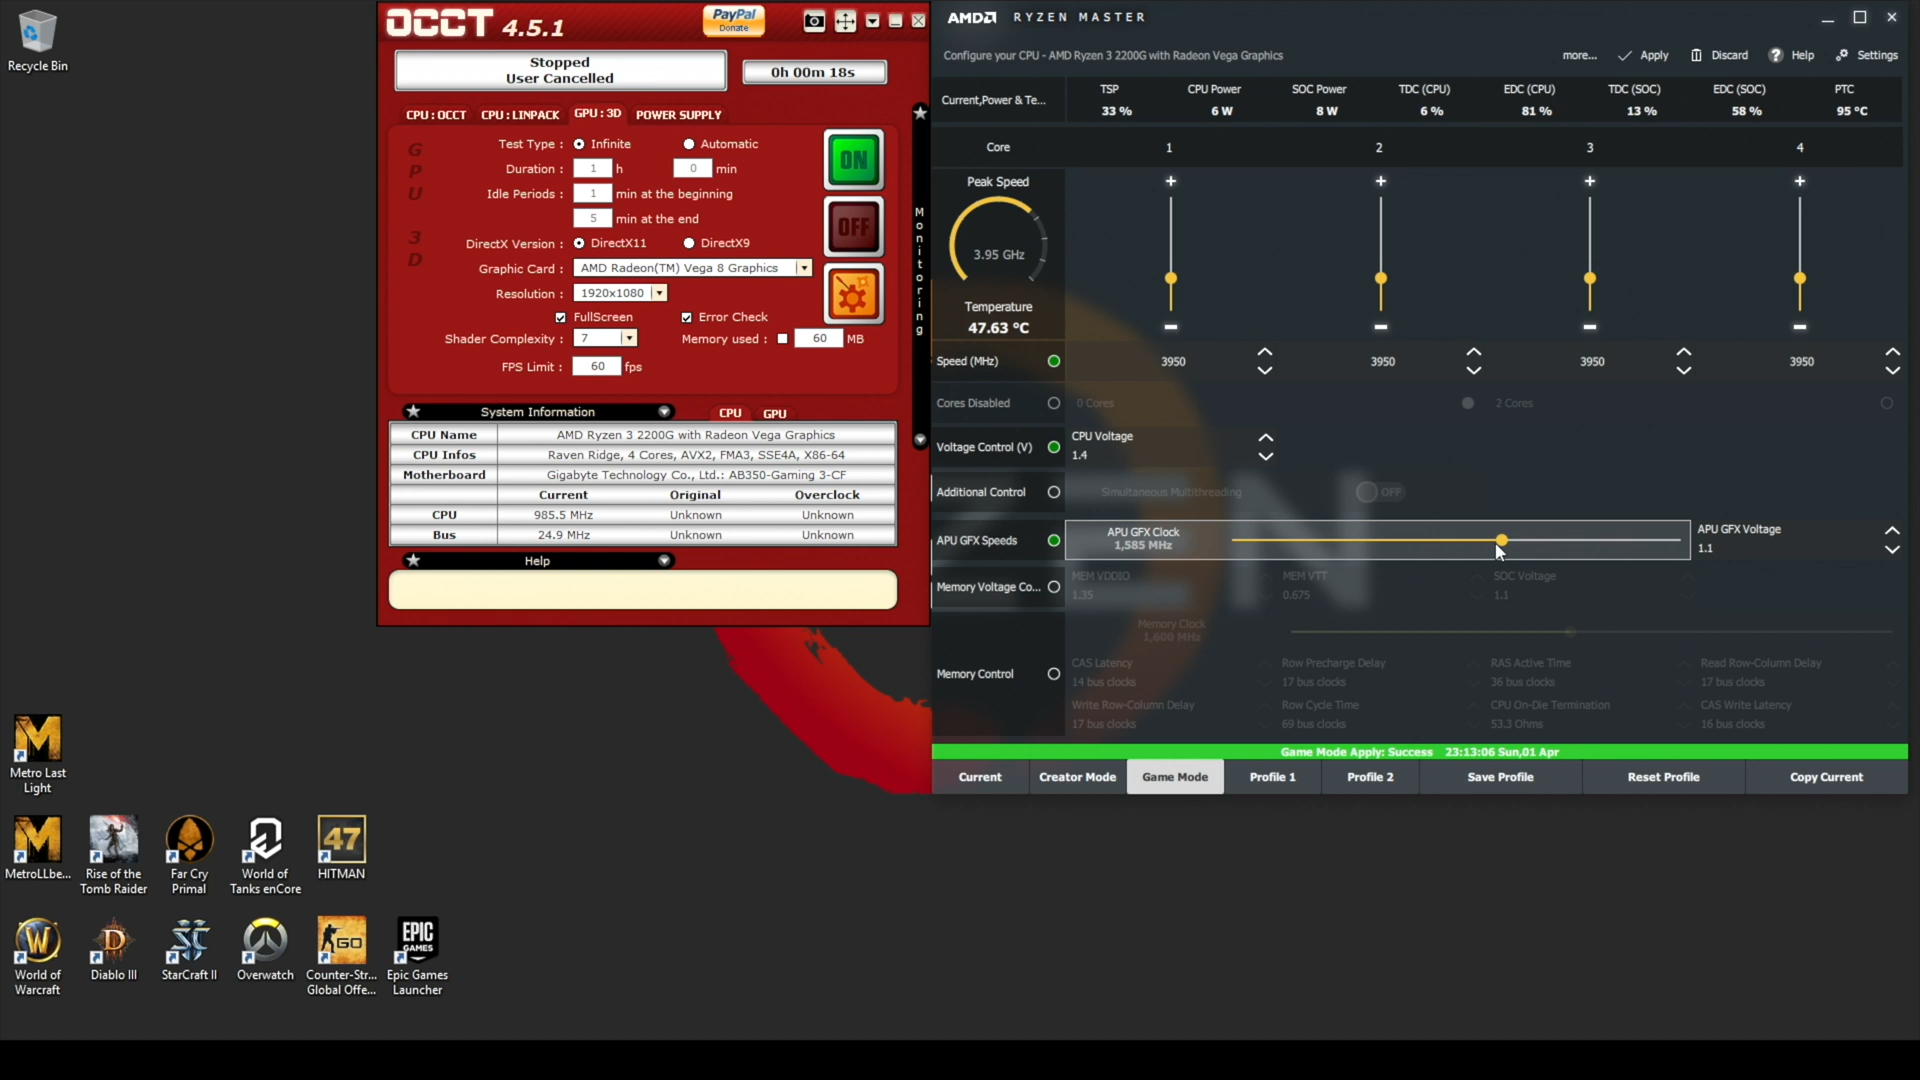 Recycle Bin
OCCT 4.5.1
PayPal
Donate
Stopped
User Cancelled
0h 00m 18s
CPU : OCCT
CPU : LINPACK
GPU : 3D
POWER SUPPLY
GPU 3D
Test Type :
Infinite
Automatic
Duration :
1
h
0
min
Idle Periods :
1
min at the beginning
5
min at the end
DirectX Version :
DirectX11
DirectX9
Graphic Card :
AMD Radeon(TM) Vega 8 Graphics
Resolution :
1920x1080
FullScreen
Error Check
Shader Complexity :
7
Memory used :
60
MB
FPS Limit :
60
fps
ON
OFF
Monitoring
System Information
CPU
GPU
CPU Name
AMD Ryzen 3 2200G with Radeon Vega Graphics
CPU Infos
Raven Ridge, 4 Cores, AVX2, FMA3, SSE4A, X86-64
Motherboard
Gigabyte Technology Co., Ltd.: AB350-Gaming 3-CF
Current
Original
Overclock
CPU
985.5 MHz
Unknown
Unknown
Bus
24.9 MHz
Unknown
Unknown
Help
AMD RYZEN MASTER
Configure your CPU - AMD Ryzen 3 2200G with Radeon Vega Graphics
more...
Apply
Discard
Help
Settings
Current,Power & Te...
TSP
33 %
CPU Power
6 W
SOC Power
8 W
TDC (CPU)
6 %
EDC (CPU)
81 %
TDC (SOC)
13 %
EDC (SOC)
58 %
PTC
95 °C
Core
1
2
3
4
Peak Speed
3.95 GHz
Temperature
47.63 °C
Speed (MHz)
3950
3950
3950
3950
Cores Disabled
0 Cores
2 Cores
Voltage Control (V)
CPU Voltage
1.4
Additional Control
Simultaneous Multithreading
OFF
APU GFX Speeds
APU GFX Clock
1,585 MHz
APU GFX Voltage
1.1
Memory Voltage Co...
MEM VDDIO
1.35
MEM VTT
0.675
SOC Voltage
1.1
Memory Control
Memory Clock
1,600 MHz
CAS Latency
14 bus clocks
Row Precharge Delay
17 bus clocks
RAS Active Time
36 bus clocks
Read Row-Column Delay
17 bus clocks
Write Row-Column Delay
17 bus clocks
Row Cycle Time
69 bus clocks
CPU On-Die Termination
53.3 Ohms
CAS Write Latency
16 bus clocks
Game Mode Apply: Success 23:13:06 Sun,01 Apr
Current
Creator Mode
Game Mode
Profile 1
Profile 2
Save Profile
Reset Profile
Copy Current
Metro Last
Light
MetroLLbe...
Rise of the
Tomb Raider
Far Cry
Primal
World of
Tanks enCore
47
HITMAN
World of
Warcraft
Diablo III
StarCraft II
Overwatch
GO
Counter-Str...
Global Offe...
EPIC
GAMES
Epic Games
Launcher